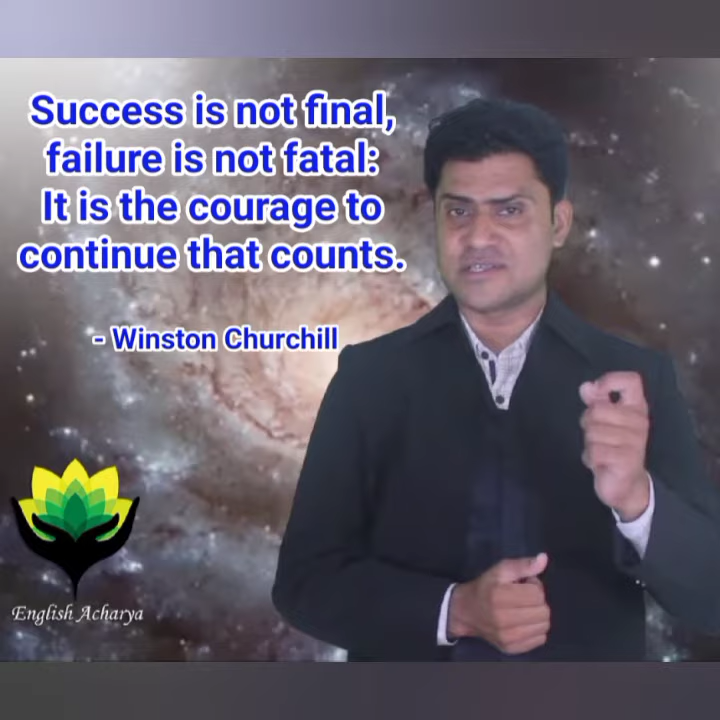 Success is not final,
failure is not fatal:
It is the courage to
continue that counts.
- Winston Churchill
English Acharya